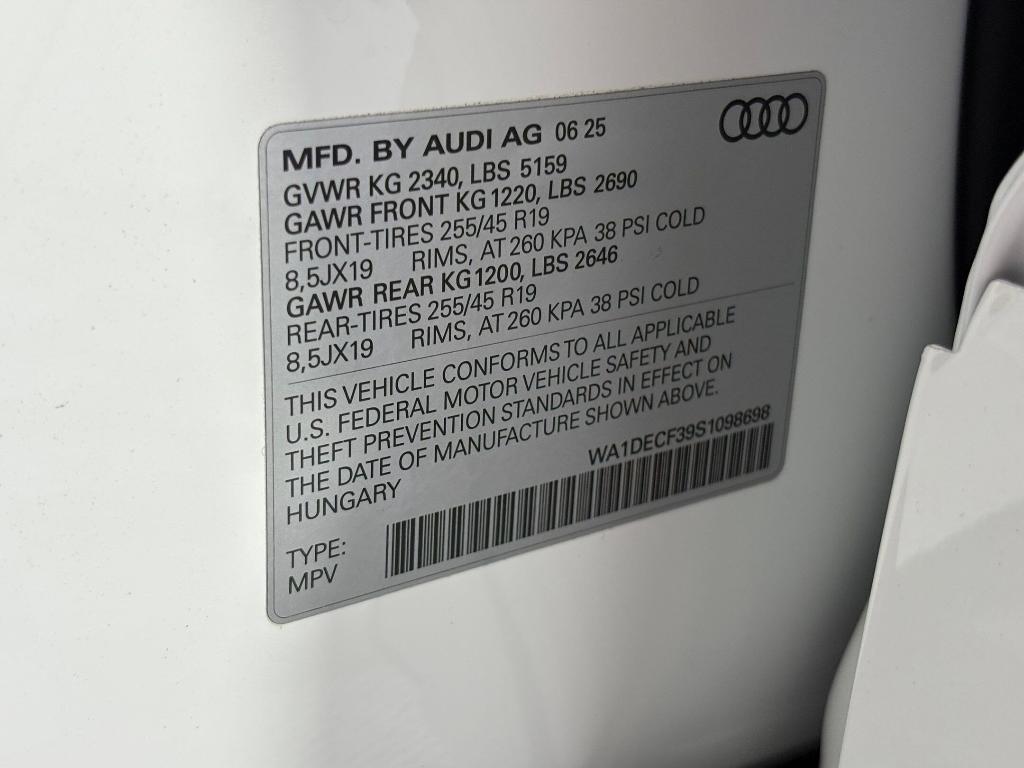 MFD. BY AUDI AG 06 25
GVWR KG 2340, LBS 5159
GAWR FRONT KG 1220, LBS 2690
FRONT-TIRES 255/45 R19
8,5JX19 RIMS, AT 260 KPA 38 PSI COLD
GAWR REAR KG 1200, LBS 2646
REAR-TIRES 255/45 R19
8,5JX19 RIMS, AT 260 KPA 38 PSI COLD
THIS VEHICLE CONFORMS TO ALL APPLICABLE
U.S. FEDERAL MOTOR VEHICLE SAFETY AND
THEFT PREVENTION STANDARDS IN EFFECT ON
THE DATE OF MANUFACTURE SHOWN ABOVE.
HUNGARY
WA1DECF39S1098698
TYPE:
MPV